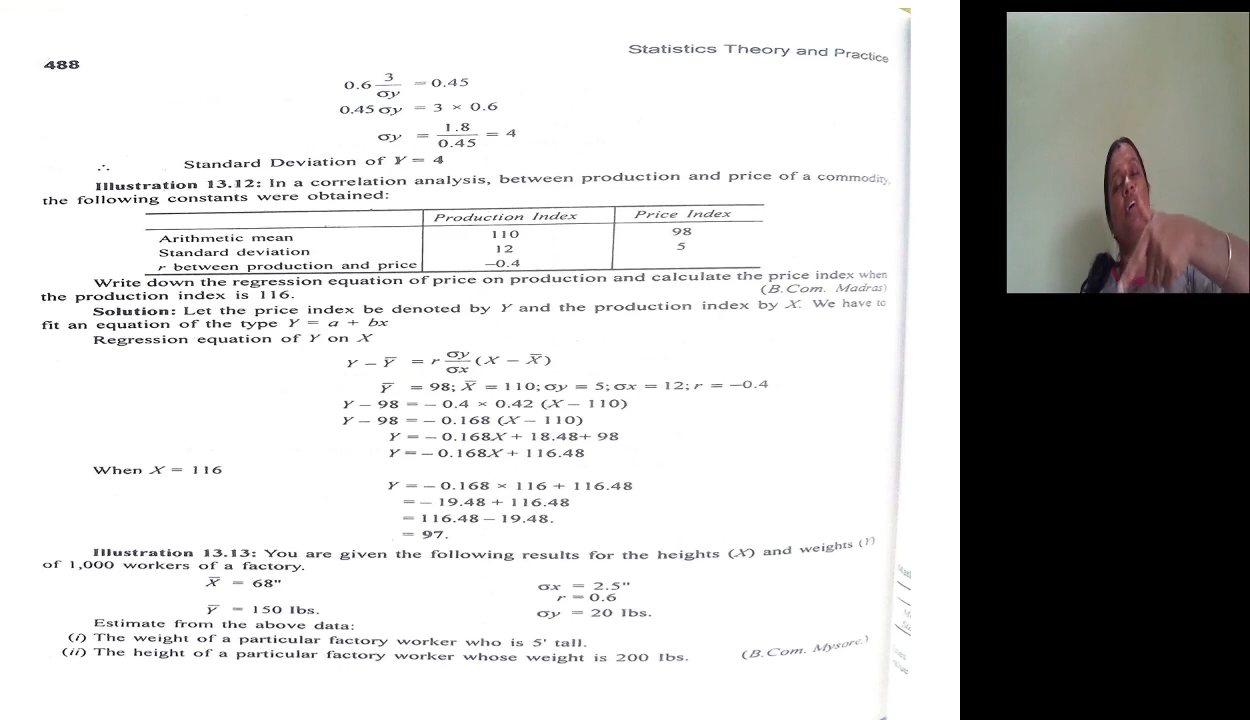 488
Statistics Theory and Practice
0.6 3/σy = 0.45
0.45 σy = 3 × 0.6
σy = 1.8/0.45 = 4
∴ Standard Deviation of Y = 4
Illustration 13.12: In a correlation analysis, between production and price of a commodity,
the following constants were obtained:
Production Index Price Index
Arithmetic mean 110 98
Standard deviation 12 5
r between production and price −0.4
Write down the regression equation of price on production and calculate the price index when
the production index is 116. (B.Com. Madras)
Solution: Let the price index be denoted by Y and the production index by X. We have to
fit an equation of the type Y = a + bx
Regression equation of Y on X
Y − Y̅ = r σy/σx (X − X̅)
Y̅ = 98; X̅ = 110; σy = 5; σx = 12; r = −0.4
Y − 98 = − 0.4 × 0.42 (X − 110)
Y − 98 = − 0.168 (X − 110)
Y = − 0.168X + 18.48+ 98
Y = − 0.168X + 116.48
When X = 116
Y = − 0.168 × 116 + 116.48
= − 19.48 + 116.48
= 116.48 − 19.48.
= 97.
Illustration 13.13: You are given the following results for the heights (X) and weights (Y)
of 1,000 workers of a factory.
X̅ = 68" σx = 2.5"
r = 0.6
Y̅ = 150 Ibs. σy = 20 Ibs.
Estimate from the above data:
(i) The weight of a particular factory worker who is 5' tall.
(ii) The height of a particular factory worker whose weight is 200 Ibs. (B.Com. Mysore.)